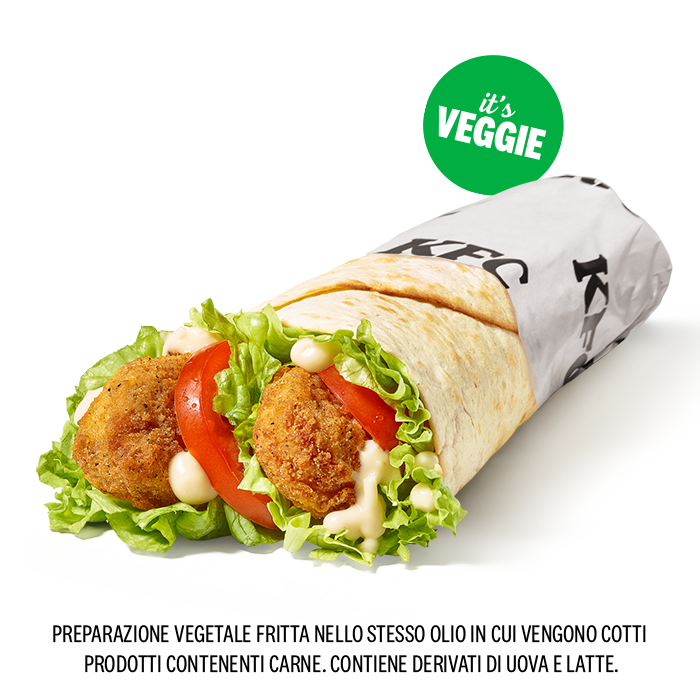 it's
VEGGIE
KFC
KFC
PREPARAZIONE VEGETALE FRITTA NELLO STESSO OLIO IN CUI VENGONO COTTI
PRODOTTI CONTENENTI CARNE. CONTIENE DERIVATI DI UOVA E LATTE.